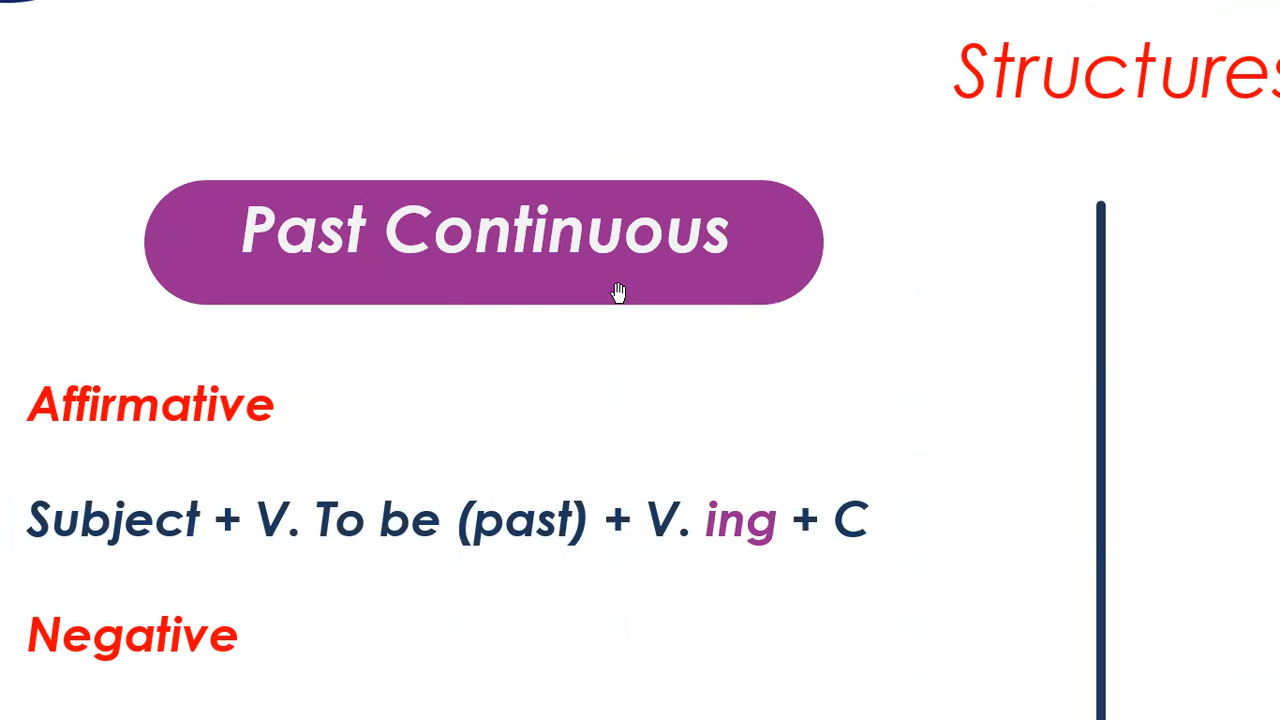 Structures
Past Continuous
Affirmative
Subject + V. To be (past) + V. ing + C
Negative